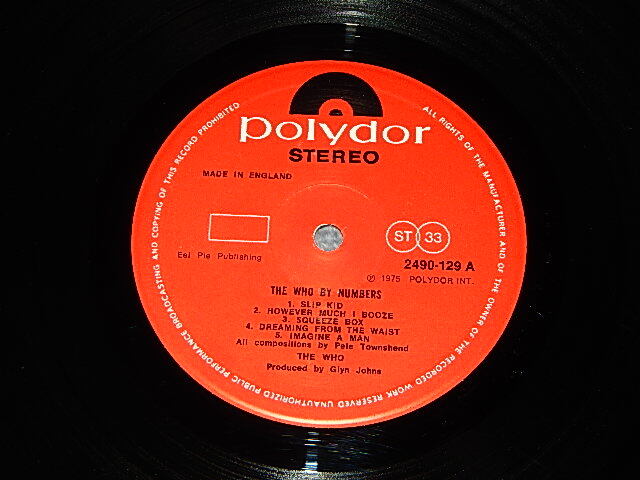 polydor
STEREO
MADE IN ENGLAND
ST 33
Eel Pie Publishing
2490-129 A
℗ 1975 POLYDOR INT.
THE WHO BY NUMBERS
1. SLIP KID
2. HOWEVER MUCH I BOOZE
3. SQUEEZE BOX
4. DREAMING FROM THE WAIST
5. IMAGINE A MAN
All compositions by Pete Townshend
THE WHO
Produced by Glyn Johns
ALL RIGHTS OF THE MANUFACTURER AND OF THE OWNER OF THE RECORDED WORK RESERVED UNAUTHORIZED PUBLIC PERFORMANCE BROADCASTING AND COPYING OF THIS RECORD PROHIBITED